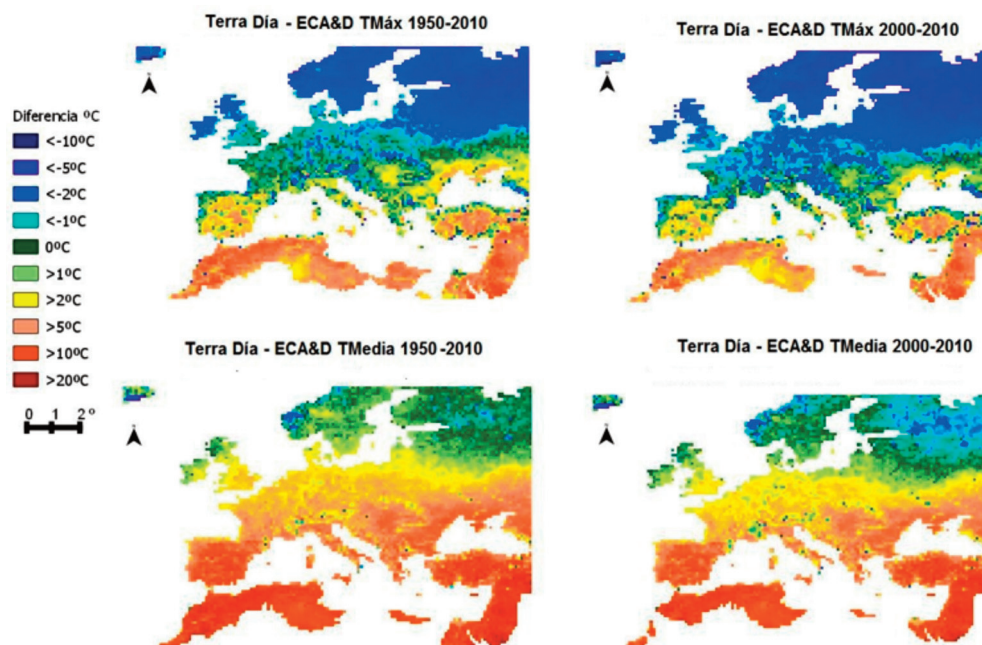 Terra Día - ECA&D TMáx 1950-2010
Terra Día - ECA&D TMáx 2000-2010
Diferencia ºC
<-10ºC
<-5ºC
<-2ºC
<-1ºC
0ºC
>1ºC
>2ºC
>5ºC
>10ºC
>20ºC
0 1 2º
Terra Día - ECA&D TMedia 1950-2010
Terra Día - ECA&D TMedia 2000-2010